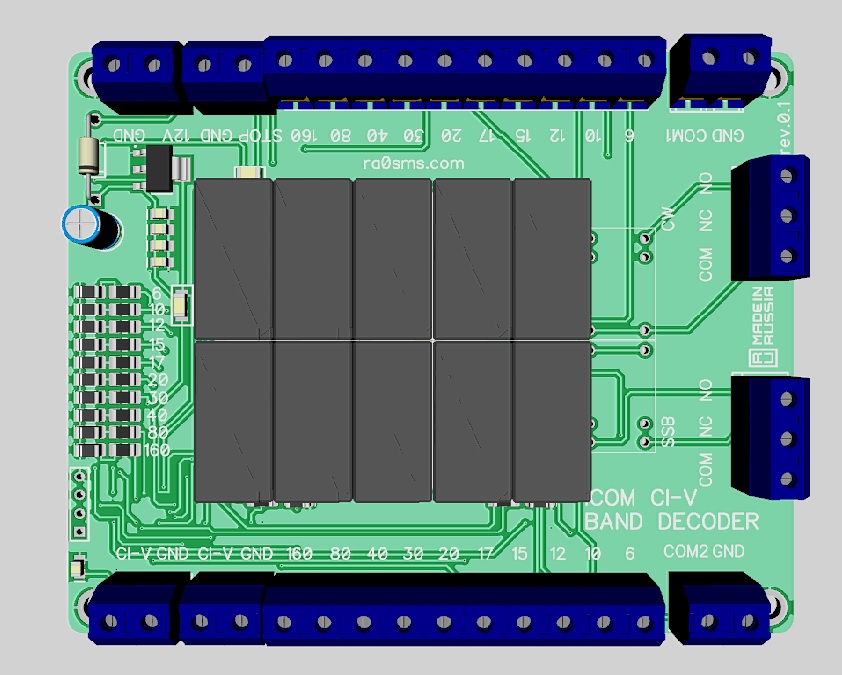 GND 12V GND STOP 160 80 40 30 20 17 15 12 10 6 GND COM1
rev.0.1
ra0sms.com
NO
NC
COM
CW
MADE IN
RUSSIA
6
10
12
15
17
20
30
40
80
160
NO
NC
COM
SSB
ICOM CI-V
BAND DECODER
CI-V GND CI-V GND 160 80 40 30 20 17 15 12 10 6 COM2 GND